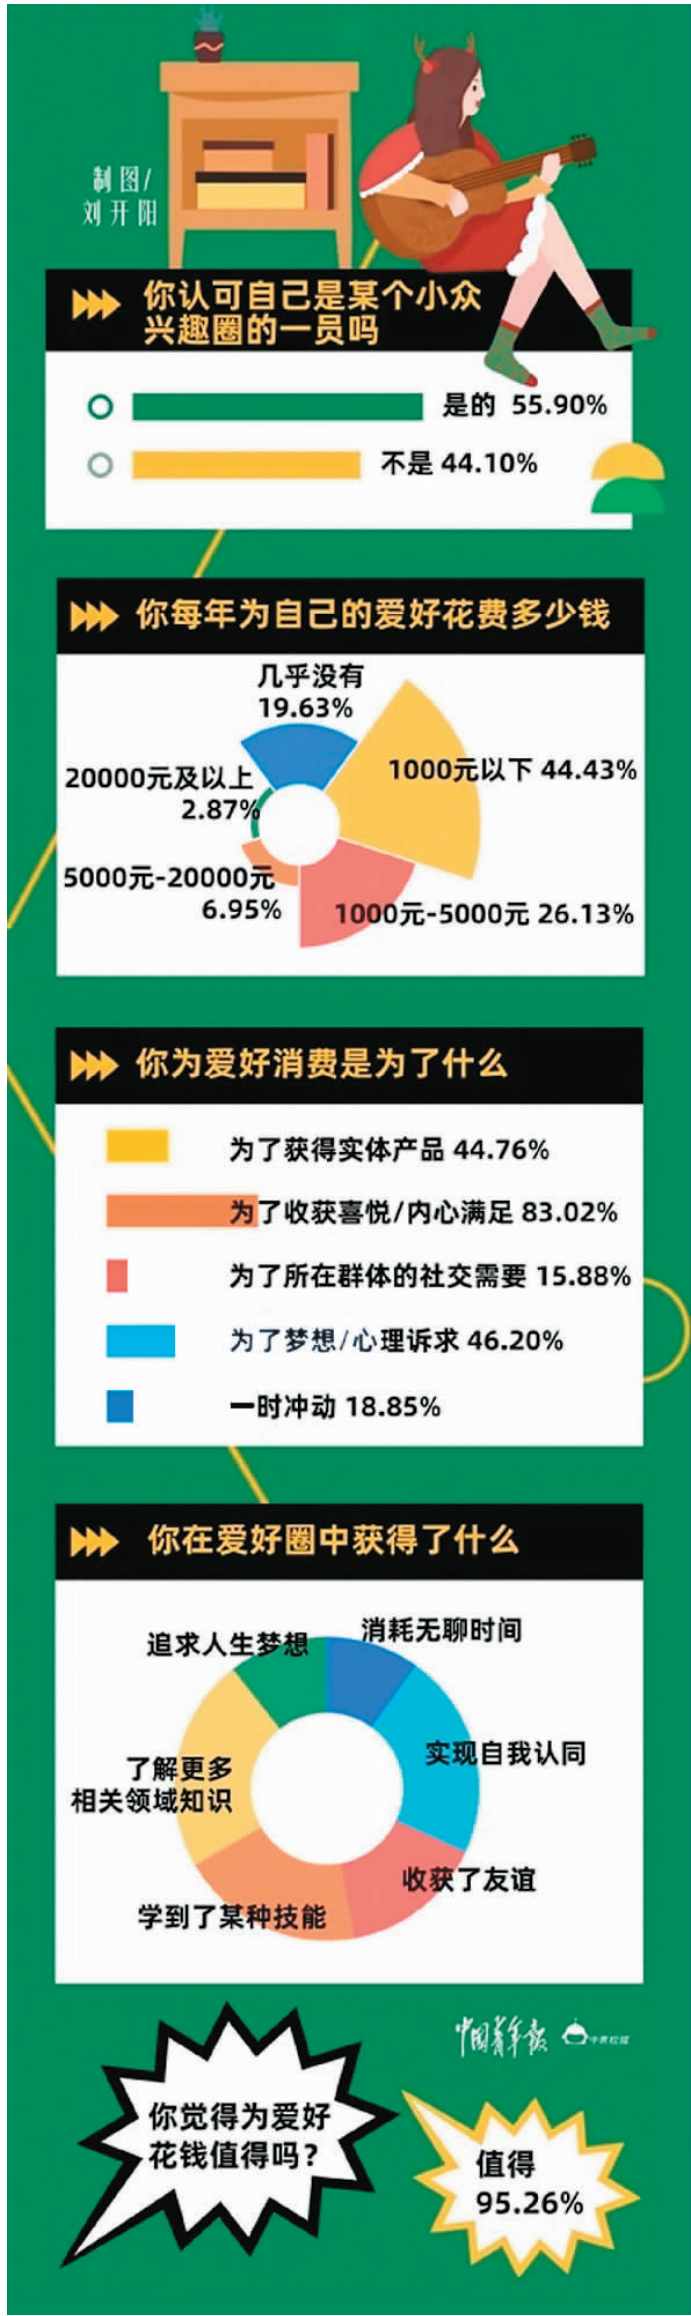 制图/
刘开阳
你认可自己是某个小众
兴趣圈的一员吗
是的 55.90%
不是 44.10%
你每年为自己的爱好花费多少钱
几乎没有
19.63%
1000元以下 44.43%
20000元及以上
2.87%
5000元-20000元
6.95%
1000元-5000元 26.13%
你为爱好消费是为了什么
为了获得实体产品 44.76%
为了收获喜悦/内心满足 83.02%
为了所在群体的社交需要 15.88%
为了梦想/心理诉求 46.20%
一时冲动 18.85%
你在爱好圈中获得了什么
消耗无聊时间
追求人生梦想
实现自我认同
了解更多
相关领域知识
收获了友谊
学到了某种技能
中国青年报
中青校媒
你觉得为爱好
花钱值得吗？
值得
95.26%